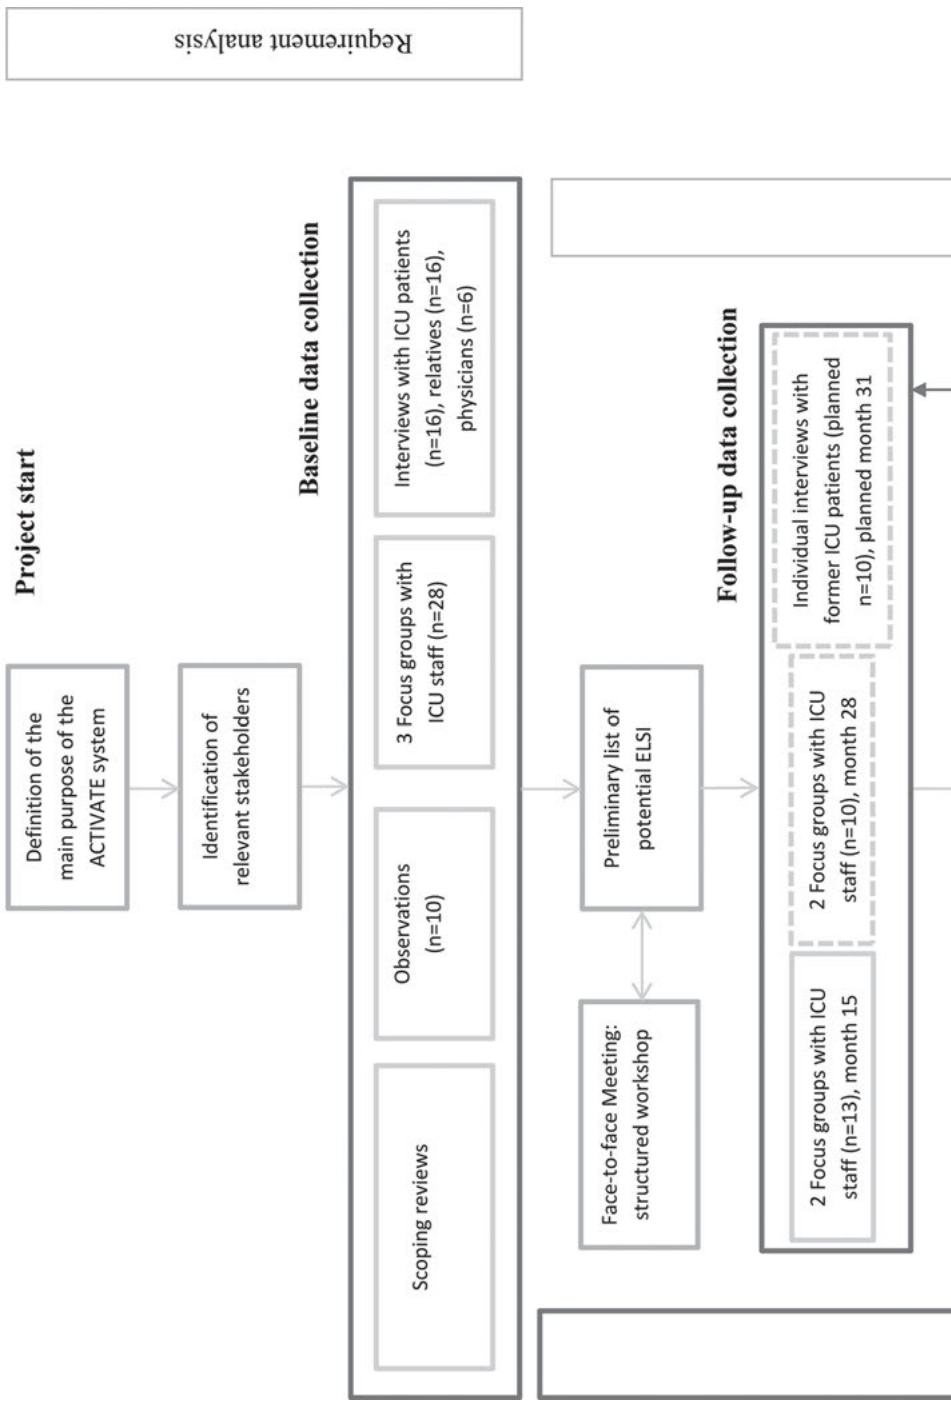 Project start
Definition of the
main purpose of the
ACTIVATE system
Identification of
relevant stakeholders
Baseline data collection
Scoping reviews
Observations
(n=10)
3 Focus groups with
ICU staff (n=28)
Interviews with ICU patients
(n=16), relatives (n=16),
physicians (n=6)
Requirement analysis
Face-to-face Meeting:
structured workshop
Preliminary list of
potential ELSI
Follow-up data collection
2 Focus groups with ICU
staff (n=13), month 15
2 Focus groups with ICU
staff (n=10), month 28
Individual interviews with
former ICU patients (planned
n=10), planned month 31